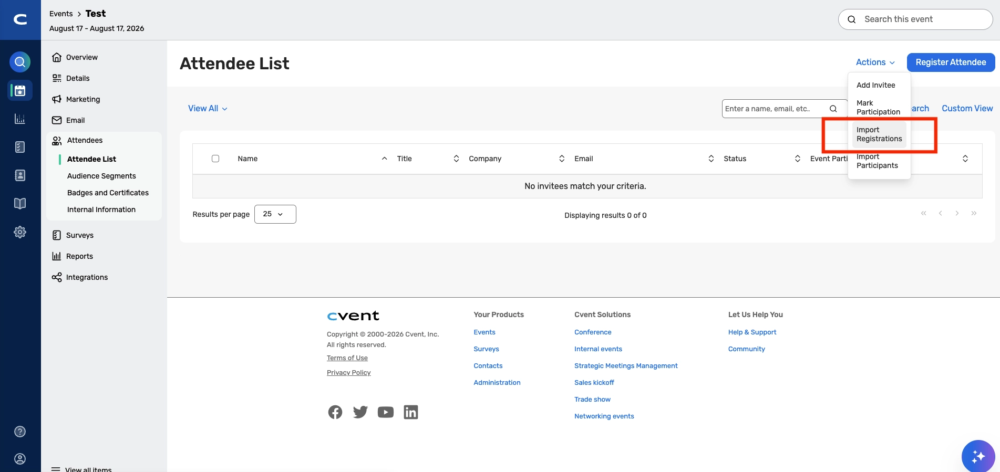 Events > Test
August 17 - August 17, 2026
Search this event
Overview
Details
Marketing
Email
Attendees
Attendee List
Audience Segments
Badges and Certificates
Internal Information
Surveys
Reports
Integrations
View all items
Attendee List
Actions
Register Attendee
Add Invitee
Mark
Participation
Import
Registrations
Import
Participants
View All
Enter a name, email, etc..
arch
Custom View
Name
Title
Company
Email
Status
Event Parti
No invitees match your criteria.
Results per page
25
Displaying results 0 of 0
cvent
Copyright © 2000-2026 Cvent, Inc.
All rights reserved.
Terms of Use
Privacy Policy
Your Products
Events
Surveys
Contacts
Administration
Cvent Solutions
Conference
Internal events
Strategic Meetings Management
Sales kickoff
Trade show
Networking events
Let Us Help You
Help & Support
Community